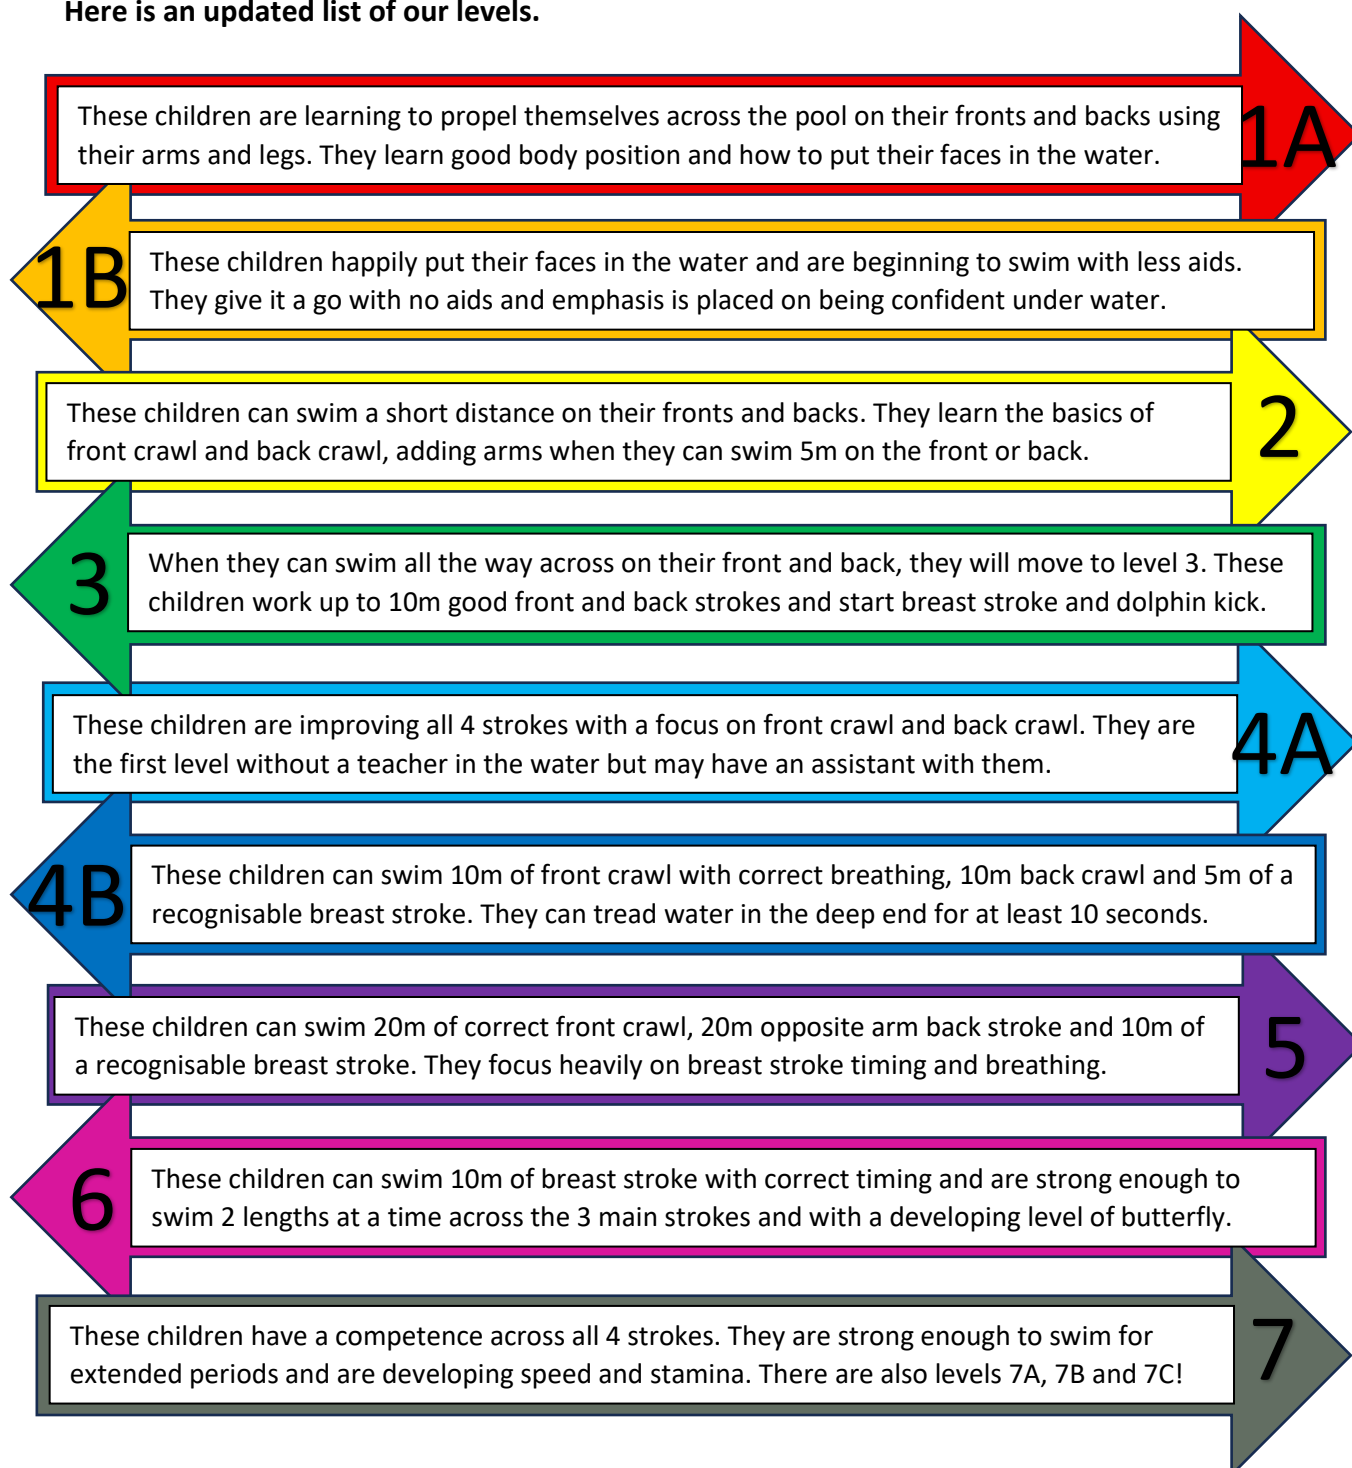 Here is an updated list of our levels.
These children are learning to propel themselves across the pool on their fronts and backs using
their arms and legs. They learn good body position and how to put their faces in the water.
1A
1B
These children happily put their faces in the water and are beginning to swim with less aids.
They give it a go with no aids and emphasis is placed on being confident under water.
These children can swim a short distance on their fronts and backs. They learn the basics of
front crawl and back crawl, adding arms when they can swim 5m on the front or back.
2
3
When they can swim all the way across on their front and back, they will move to level 3. These
children work up to 10m good front and back strokes and start breast stroke and dolphin kick.
These children are improving all 4 strokes with a focus on front crawl and back crawl. They are
the first level without a teacher in the water but may have an assistant with them.
4A
4B
These children can swim 10m of front crawl with correct breathing, 10m back crawl and 5m of a
recognisable breast stroke. They can tread water in the deep end for at least 10 seconds.
These children can swim 20m of correct front crawl, 20m opposite arm back stroke and 10m of
a recognisable breast stroke. They focus heavily on breast stroke timing and breathing.
5
6
These children can swim 10m of breast stroke with correct timing and are strong enough to
swim 2 lengths at a time across the 3 main strokes and with a developing level of butterfly.
These children have a competence across all 4 strokes. They are strong enough to swim for
extended periods and are developing speed and stamina. There are also levels 7A, 7B and 7C!
7